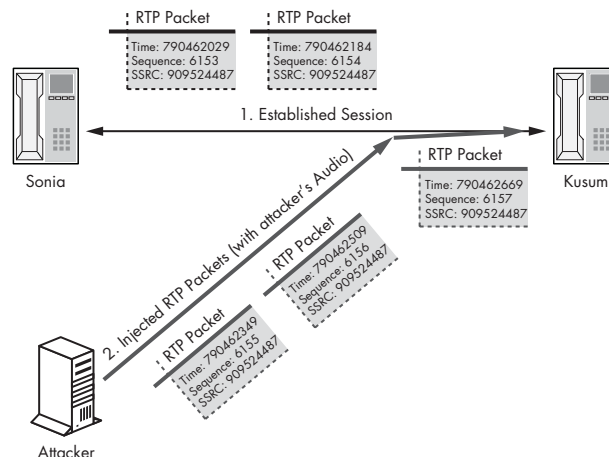 RTP Packet
Time: 790462029
Sequence: 6153
SSRC: 909524487
RTP Packet
Time: 790462184
Sequence: 6154
SSRC: 909524487
1. Established Session
Sonia
Kusum
RTP Packet
Time: 790462669
Sequence: 6157
SSRC: 909524487
2. Injected RTP Packets (with attacker's Audio)
RTP Packet
Time: 790462509
Sequence: 6156
SSRC: 909524487
RTP Packet
Time: 790462349
Sequence: 6155
SSRC: 909524487
Attacker